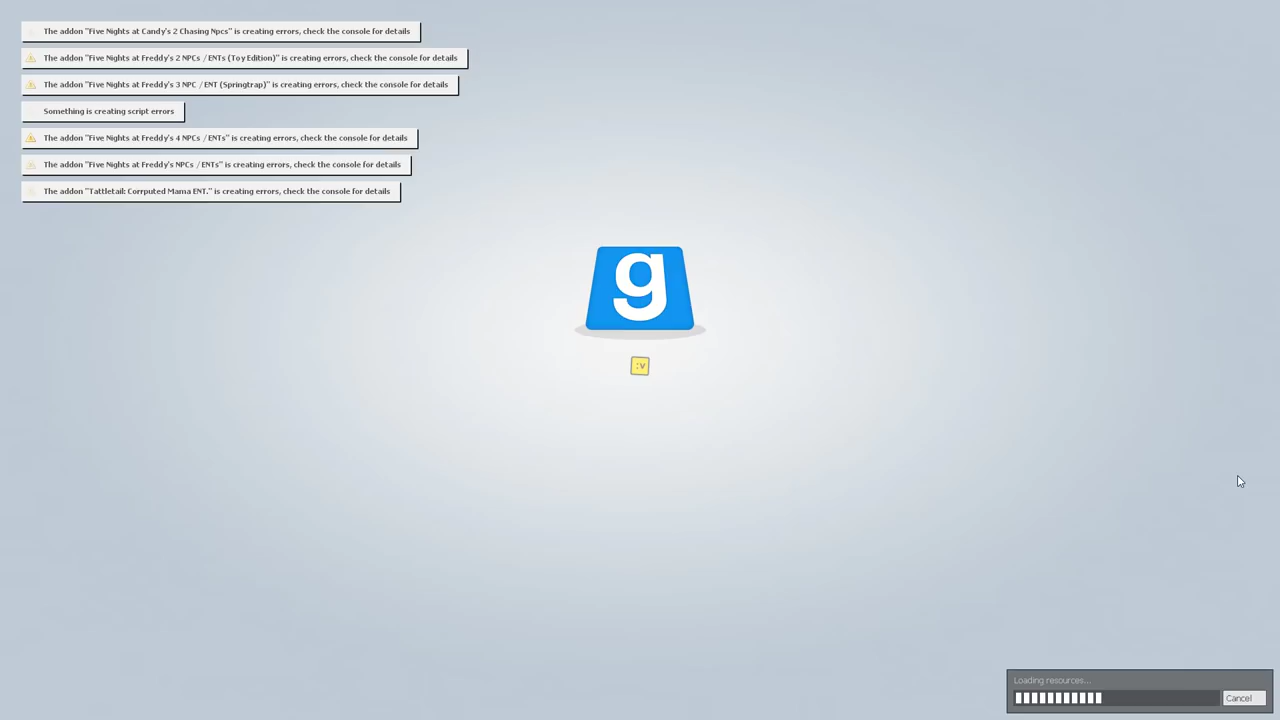 The addon "Five Nights at Candy's 2 Chasing Npcs" is creating errors, check the console for details
The addon "Five Nights at Freddy's 2 NPCs / ENTs (Toy Edition)" is creating errors, check the console for details
The addon "Five Nights at Freddy's 3 NPC / ENT (Springtrap)" is creating errors, check the console for details
Something is creating script errors
The addon "Five Nights at Freddy's 4 NPCs / ENTs" is creating errors, check the console for details
The addon "Five Nights at Freddy's NPCs / ENTs" is creating errors, check the console for details
The addon "Tattletail: Corrputed Mama ENT." is creating errors, check the console for details
g
:v
Loading resources...
Cancel